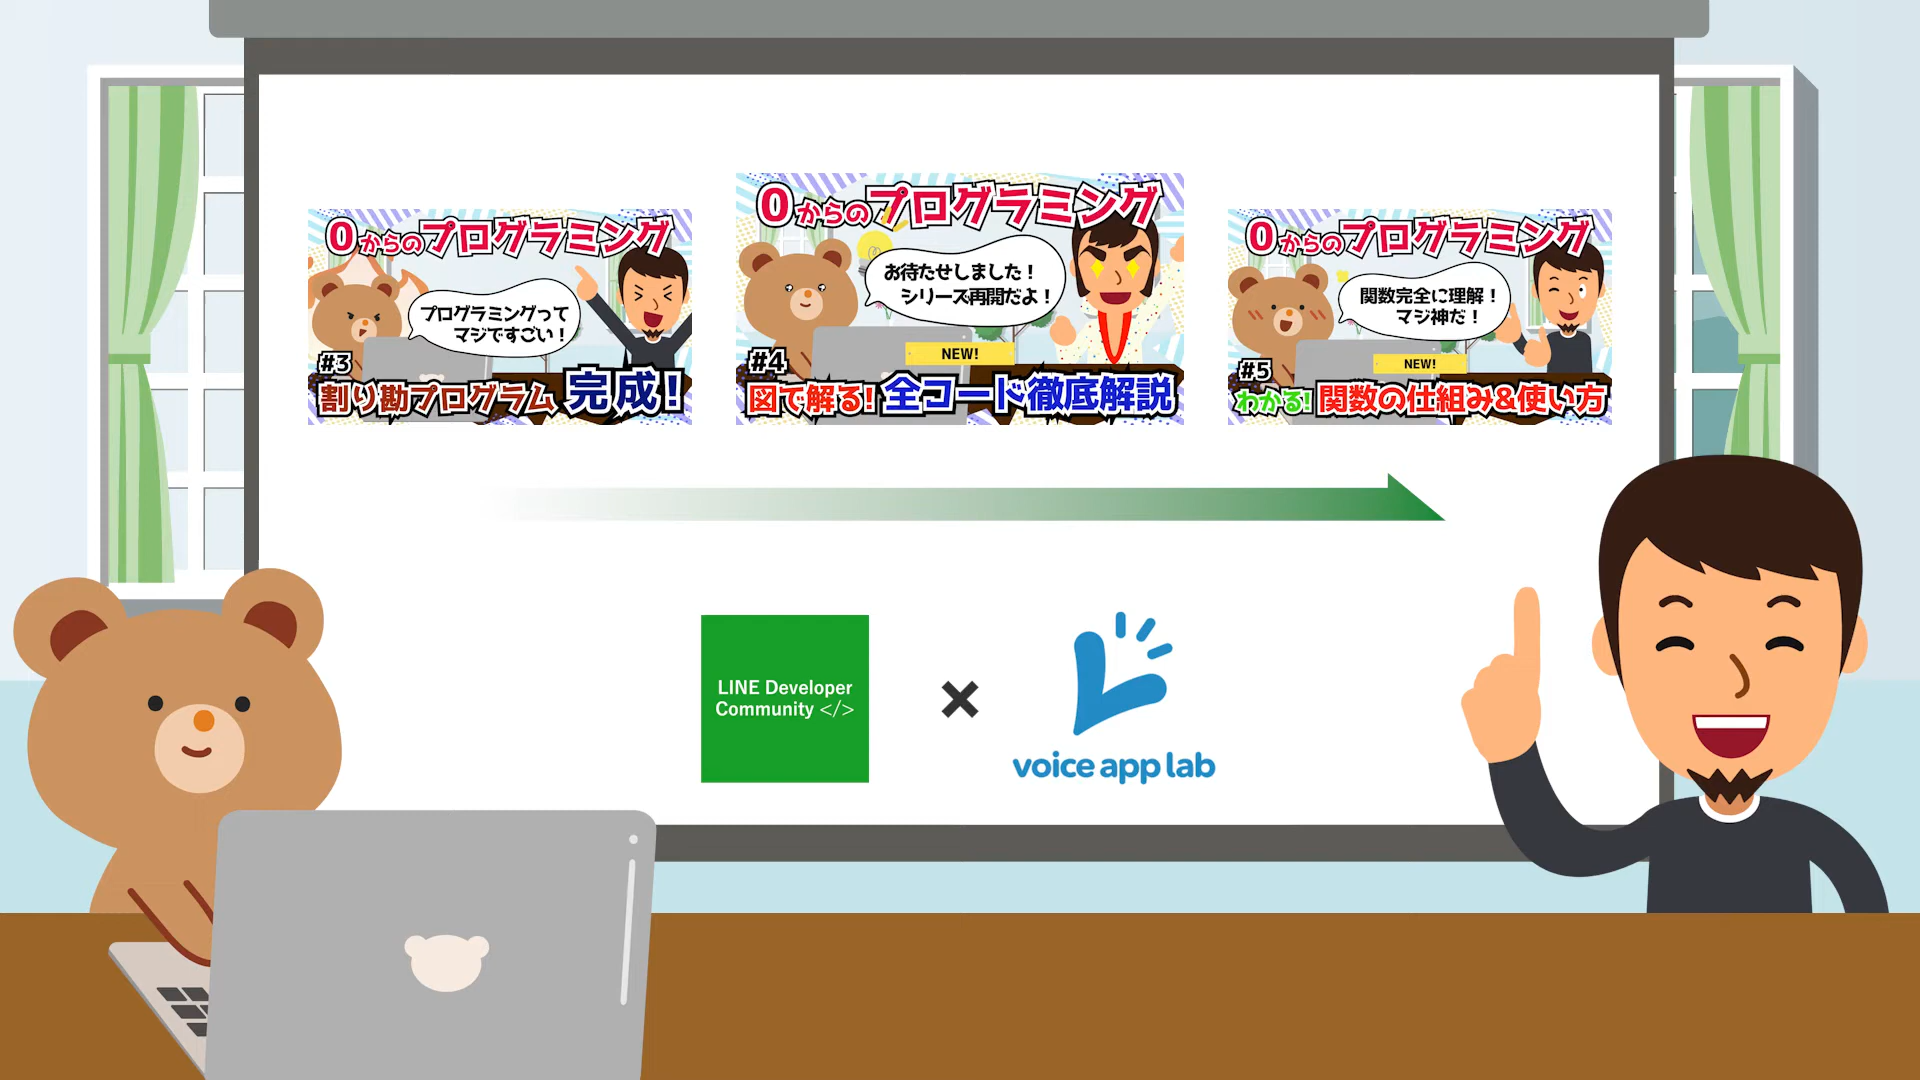 0からのプログラミング
プログラミングって
マジですごい！
#3
割り勘プログラム 完成！
0からのプログラミング
お待たせしました！
シリーズ再開だよ！
NEW!
#4
図で解る！全コード徹底解説
0からのプログラミング
関数完全に理解！
マジ神だ！
NEW!
#5
わかる！関数の仕組み&使い方
LINE Developer
Community </>
×
voice app lab